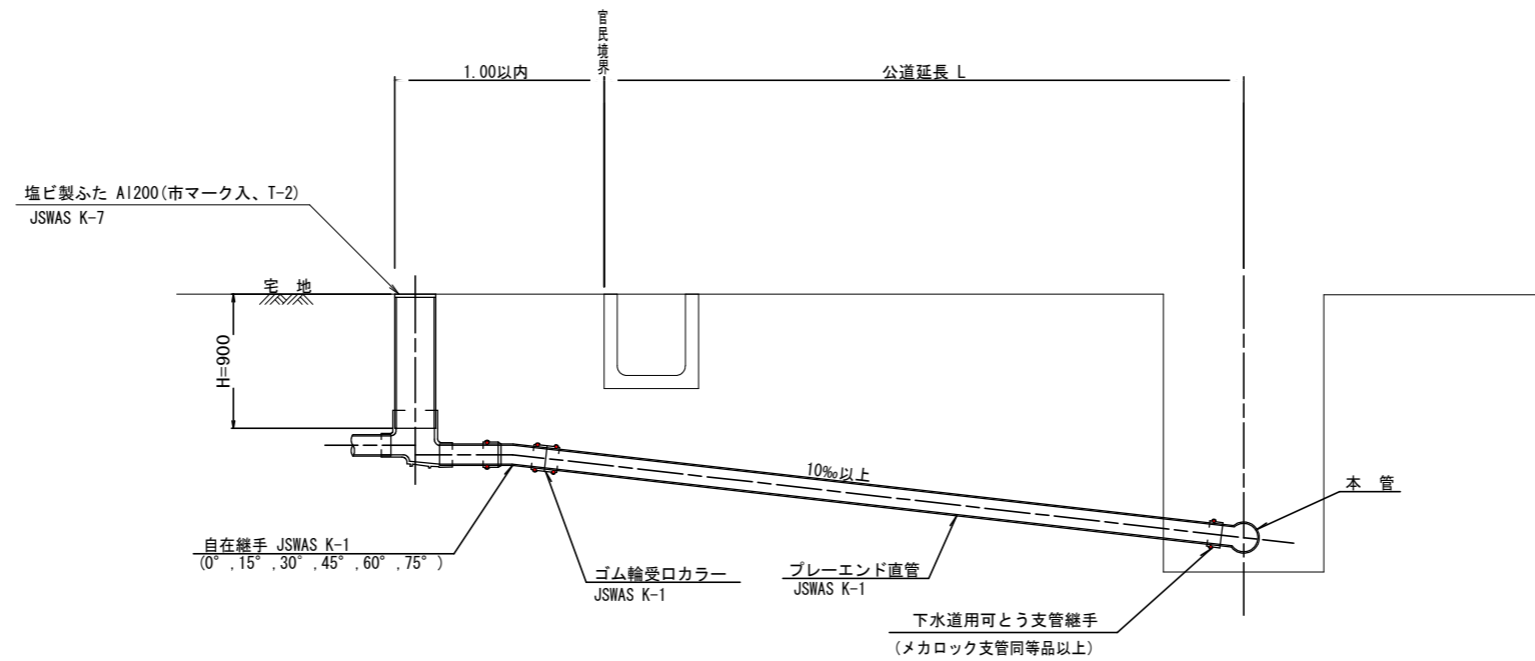 官民境界
1.00以内
公道延長 L
塩ビ製ふた AI200(市マーク入、T-2)
JSWAS K-7
宅 地
H=900
10‰以上
本 管
自在継手 JSWAS K-1
(0°,15°,30°,45°,60°,75°)
ゴム輪受口カラー
JSWAS K-1
プレーエンド直管
JSWAS K-1
下水道用可とう支管継手
(メカロック支管同等品以上)